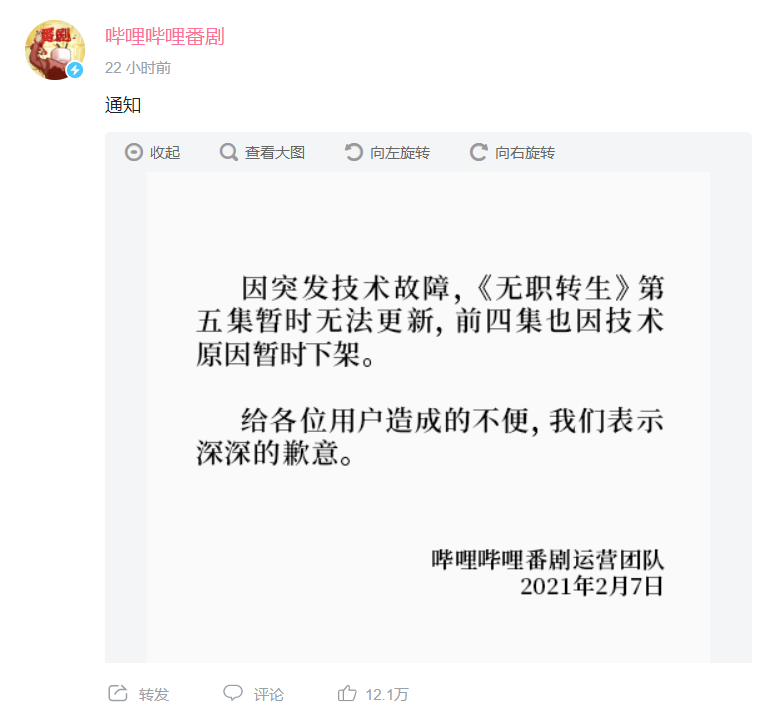 番剧
哔哩哔哩番剧
22 小时前
通知
收起 查看大图 向左旋转 向右旋转
因突发技术故障，《无职转生》第
五集暂时无法更新，前四集也因技术
原因暂时下架。
给各位用户造成的不便，我们表示
深深的歉意。
哔哩哔哩番剧运营团队
2021年2月7日
转发 评论 12.1万